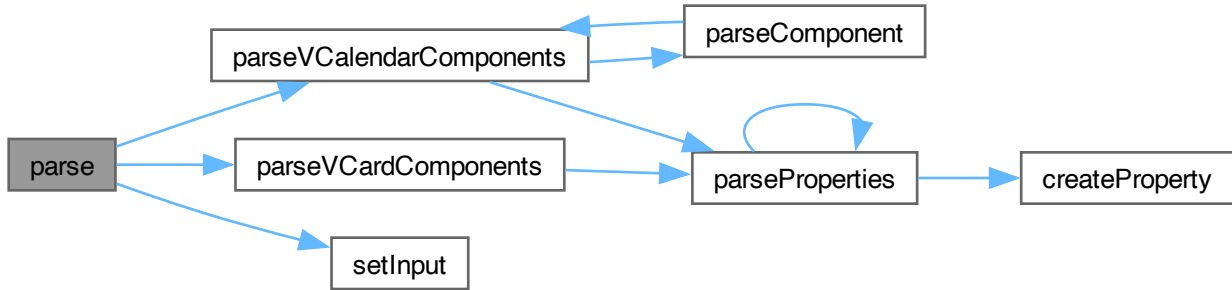 parse
parseVCalendarComponents
parseComponent
parseVCardComponents
parseProperties
createProperty
setInput